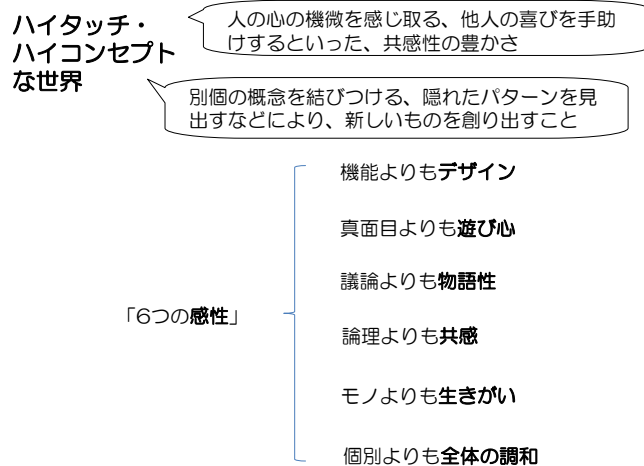 ハイタッチ・
ハイコンセプト
な世界
人の心の機微を感じ取る、他人の喜びを手助
けするといった、共感性の豊かさ
別個の概念を結びつける、隠れたパターンを見
出すなどにより、新しいものを創り出すこと
機能よりもデザイン
真面目よりも遊び心
議論よりも物語性
「6つの感性」
論理よりも共感
モノよりも生きがい
個別よりも全体の調和